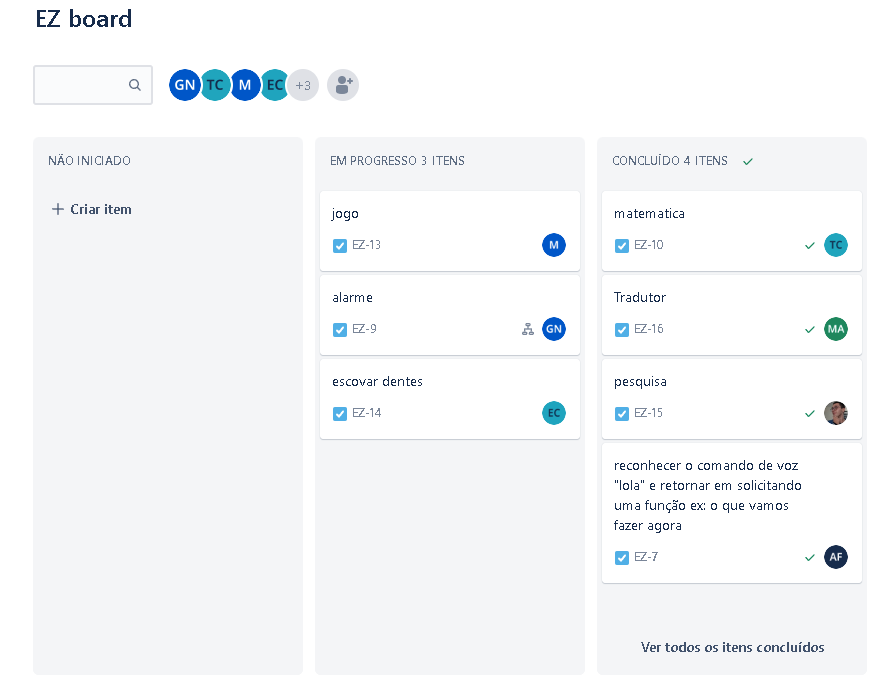 EZ board
GN TC M EC +3
NÃO INICIADO
Criar item
EM PROGRESSO 3 ITENS
jogo
EZ-13 M
alarme
EZ-9 GN
escovar dentes
EZ-14 EC
CONCLUÍDO 4 ITENS
matematica
EZ-10 TC
Tradutor
EZ-16 MA
pesquisa
EZ-15
reconhecer o comando de voz
"lola" e retornar em solicitando
uma função ex: o que vamos
fazer agora
EZ-7 AF
Ver todos os itens concluídos